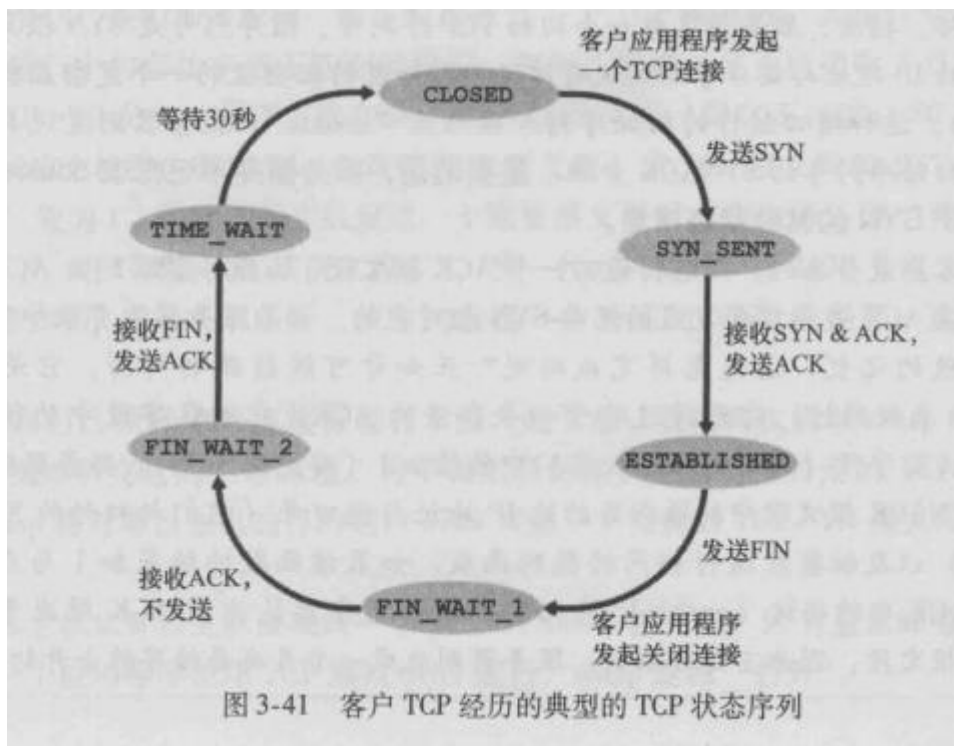 客户应用程序发起
个TCP连接
CLOSED
等待30秒
发送SYN
TIME_WAIT
SYN_SENT
接收FIN,
发送ACK
接收SYN & ACK,
发送ACK
FIN_WAIT_2
ESTABLISHED
发送FIN
接收ACK,
不发送
FIN_WAIT_1
客户应用程序
发起关闭连接
图 3-41 客户 TCP 经历的典型的 TCP 状态序列